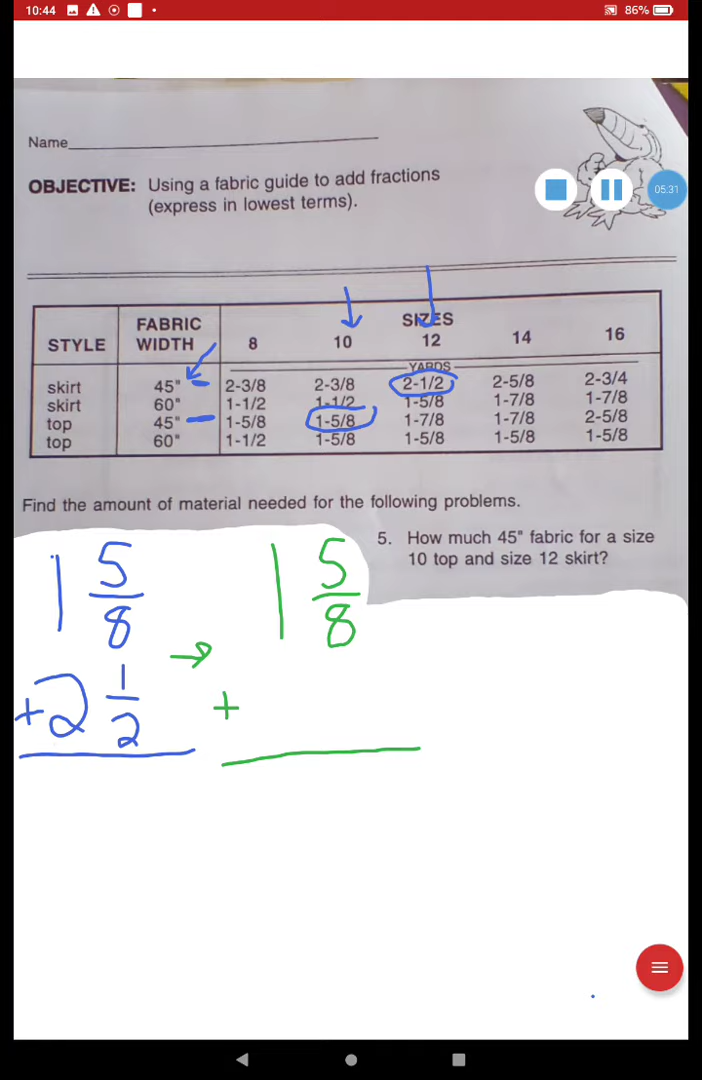 10:44
86%
Name
OBJECTIVE: Using a fabric guide to add fractions
(express in lowest terms).
05:31
STYLE FABRIC WIDTH SIZES
8 10 12 14 16
YARDS
skirt 45" 2-3/8 2-3/8 2-1/2 2-5/8 2-3/4
skirt 60" 1-1/2 1-1/2 1-5/8 1-7/8 1-7/8
top 45" 1-5/8 1-5/8 1-7/8 1-7/8 2-5/8
top 60" 1-1/2 1-5/8 1-5/8 1-5/8 1-5/8
Find the amount of material needed for the following problems.
5. How much 45" fabric for a size
10 top and size 12 skirt?
1 5/8 → 1 5/8
+2 1/2 +